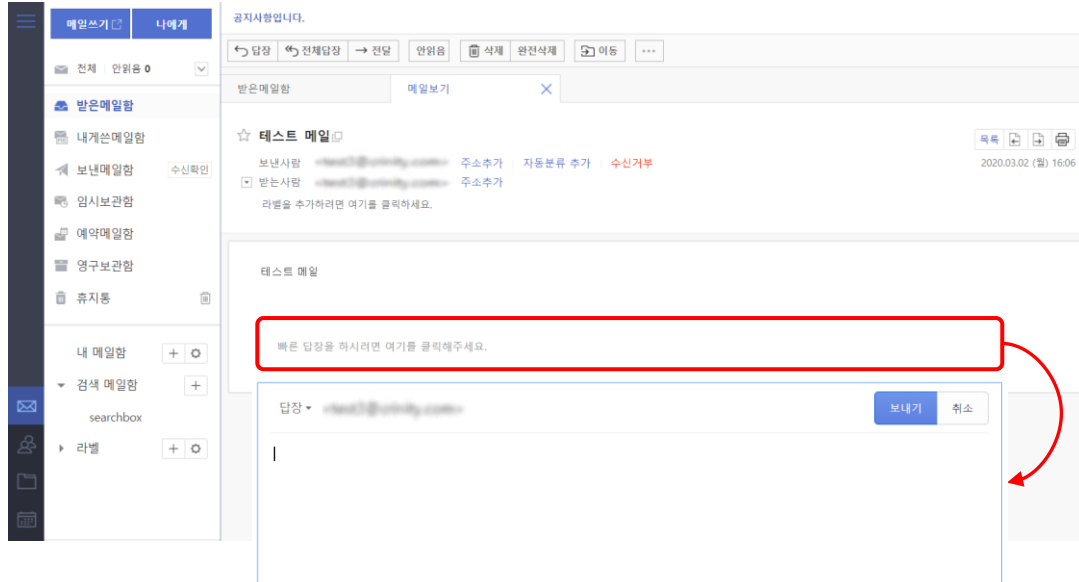 메일쓰기 나에게
전체 안읽음 0
받은메일함
내게쓴메일함
보낸메일함 수신확인
임시보관함
예약메일함
영구보관함
휴지통
내 메일함
검색 메일함
searchbox
라벨
공지사항입니다.
답장 전체답장 전달 안읽음 삭제 완전삭제 이동 ...
받은메일함 메일보기
테스트 메일
목록
보낸사람 주소추가 자동분류 추가 수신거부
2020.03.02 (월) 16:06
받는사람 주소추가
라벨을 추가하려면 여기를 클릭하세요.
테스트 메일
빠른 답장을 하시려면 여기를 클릭해주세요.
답장 보내기 취소